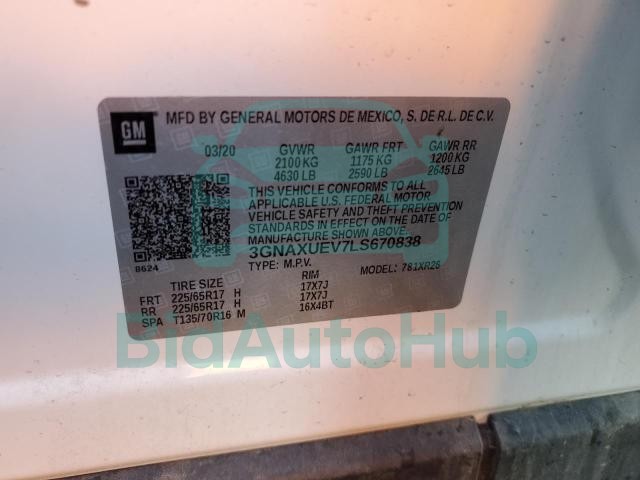 GM
MFD BY GENERAL MOTORS DE MEXICO, S. DE R.L. DE C.V.
03/20 GVWR GAWR FRT GAWR RR
2100 KG 1175 KG 1200 KG
4630 LB 2590 LB 2645 LB
THIS VEHICLE CONFORMS TO ALL
APPLICABLE U.S. FEDERAL MOTOR
VEHICLE SAFETY AND THEFT PREVENTION
STANDARDS IN EFFECT ON THE DATE OF
MANUFACTURE SHOWN ABOVE.
3GNAXUEV7LS670838
8624
TYPE: M.P.V. MODEL: 781XR26
TIRE SIZE RIM
FRT 225/65R17 H 17X7J
RR 225/65R17 H 17X7J
SPA T135/70R16 M 16X4BT
BidAutoHub